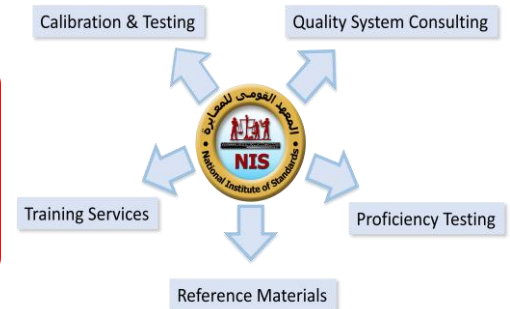 Calibration & Testing
Quality System Consulting
المعهد القومى للمعايرة
NIS
National Institute of Standards
Training Services
Proficiency Testing
Reference Materials